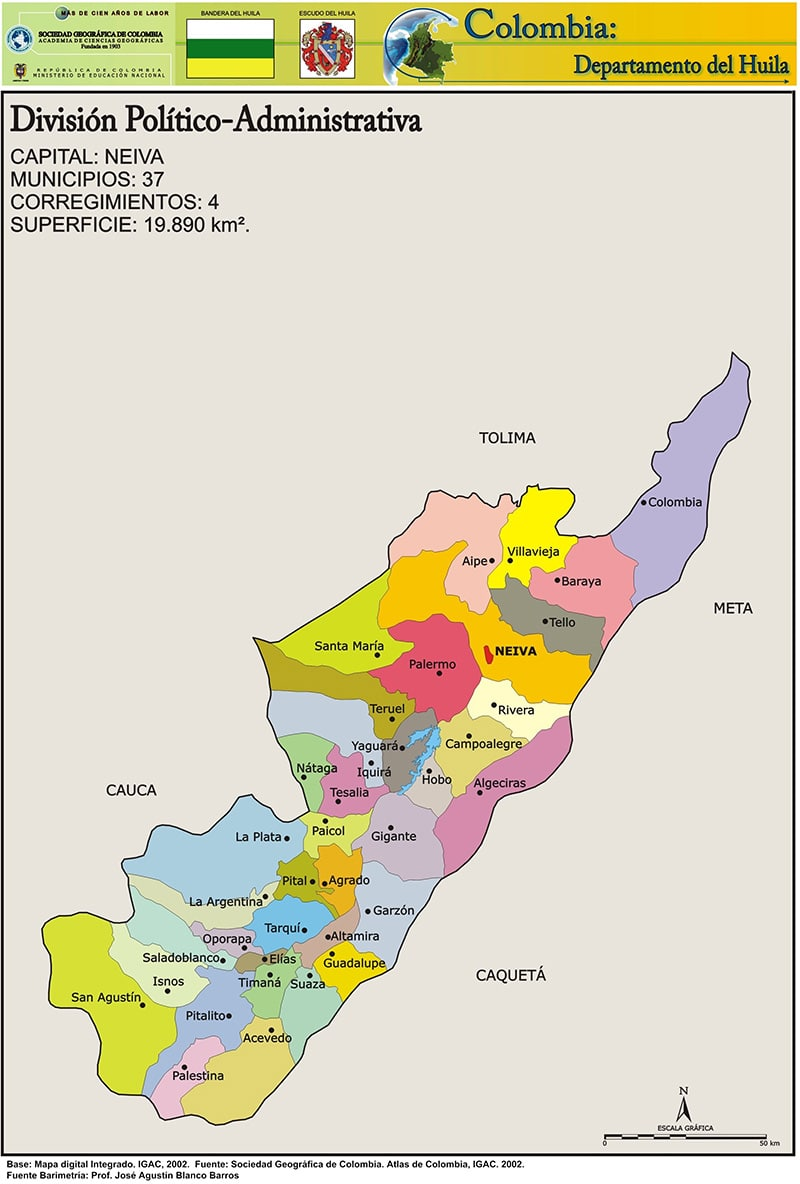 MÁS DE CIEN AÑOS DE LABOR
SOCIEDAD GEOGRÁFICA DE COLOMBIA
ACADEMIA DE CIENCIAS GEOGRÁFICAS
Fundada en 1903
REPÚBLICA DE COLOMBIA
MINISTERIO DE EDUCACIÓN NACIONAL
BANDERA DEL HUILA
ESCUDO DEL HUILA
Colombia:
Departamento del Huila
División Político-Administrativa
CAPITAL: NEIVA
MUNICIPIOS: 37
CORREGIMIENTOS: 4
SUPERFICIE: 19.890 km².
TOLIMA
Colombia
Villavieja
Aipe
Baraya
META
Tello
Santa María
NEIVA
Palermo
Teruel
Rivera
Yaguará
Campoalegre
Nátaga
Iquirá
Hobo
Algeciras
CAUCA
Tesalia
Paicol
La Plata
Gigante
Pital
Agrado
La Argentina
Garzón
Tarquí
Oporapa
Altamira
Saladoblanco
Elías
Guadalupe
CAQUETÁ
Isnos
Timaná
Suaza
San Agustín
Pitalito
Acevedo
Palestina
N
ESCALA GRÁFICA
0
50 km
Base: Mapa digital Integrado. IGAC, 2002. Fuente: Sociedad Geográfica de Colombia. Atlas de Colombia, IGAC. 2002.
Fuente Barimetria: Prof. José Agustín Blanco Barros